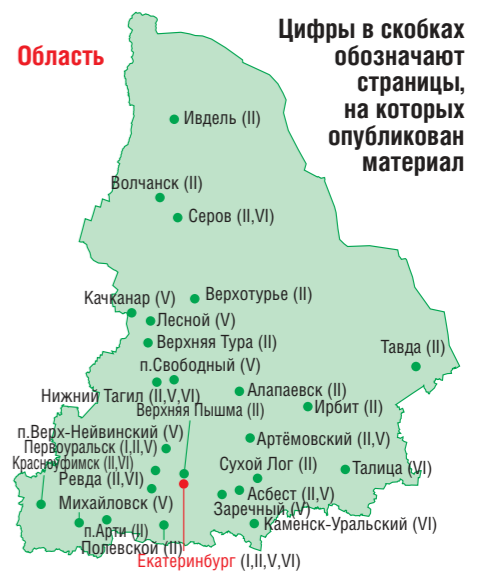 Область
Цифры в скобках
обозначают
страницы,
на которых
опубликован
материал
Ивдель (II)
Волчанск (II)
Серов (II,VI)
Качканар (V)
Верхотурье (II)
Лесной (V)
Верхняя Тура (II)
Тавда (II)
п.Свободный (V)
Нижний Тагил (II,V,VI)
Алапаевск (II)
Верхняя Пышма (II)
Ирбит (II)
п.Верх-Нейвинский (V)
Первоуральск (I,II,V)
Артёмовский (II,V)
Красноуфимск (II,VI)
Сухой Лог (II)
Талица (VI)
Ревда (II,VI)
Асбест (II,V)
Михайловск (V)
Заречный (V)
п.Арти (II)
Каменск-Уральский (VI)
Полевской (II)
Екатеринбург (I,II,V,VI)